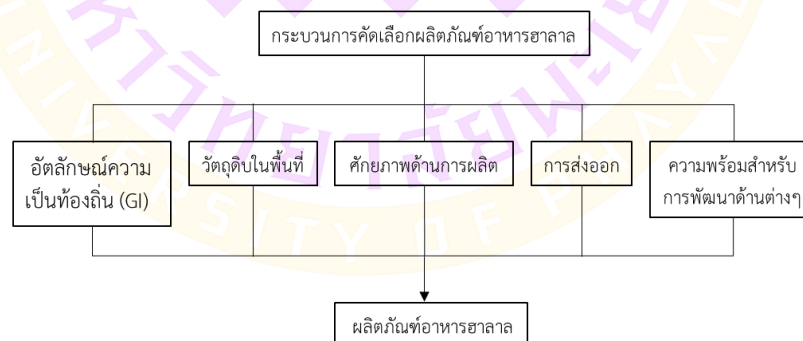 กระบวนการคัดเลือกผลิตภัณฑ์อาหารฮาลาล
อัตลักษณ์ความ
เป็นท้องถิ่น (GI)
วัตถุดิบในพื้นที่
ศักยภาพด้านการผลิต
การส่งออก
ความพร้อมสำหรับ
การพัฒนาด้านต่างๆ
ผลิตภัณฑ์อาหารฮาลาล